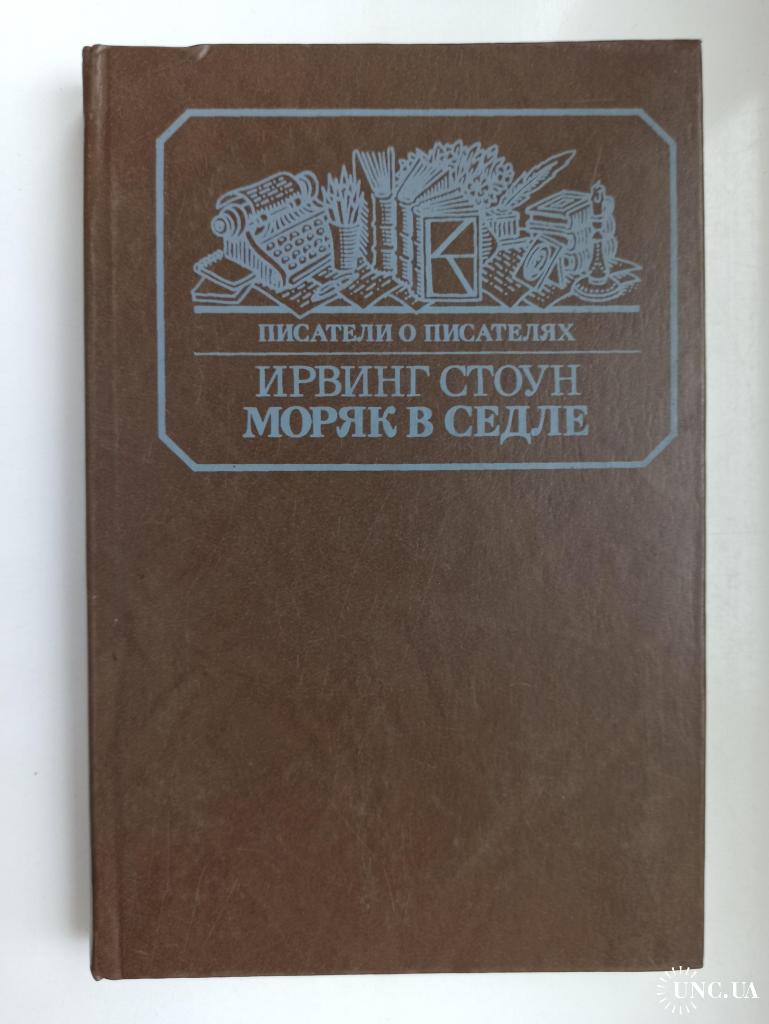 ПИСАТЕЛИ О ПИСАТЕЛЯХ
ИРВИНГ СТОУН
МОРЯК В СЕДЛЕ
UNC.UA